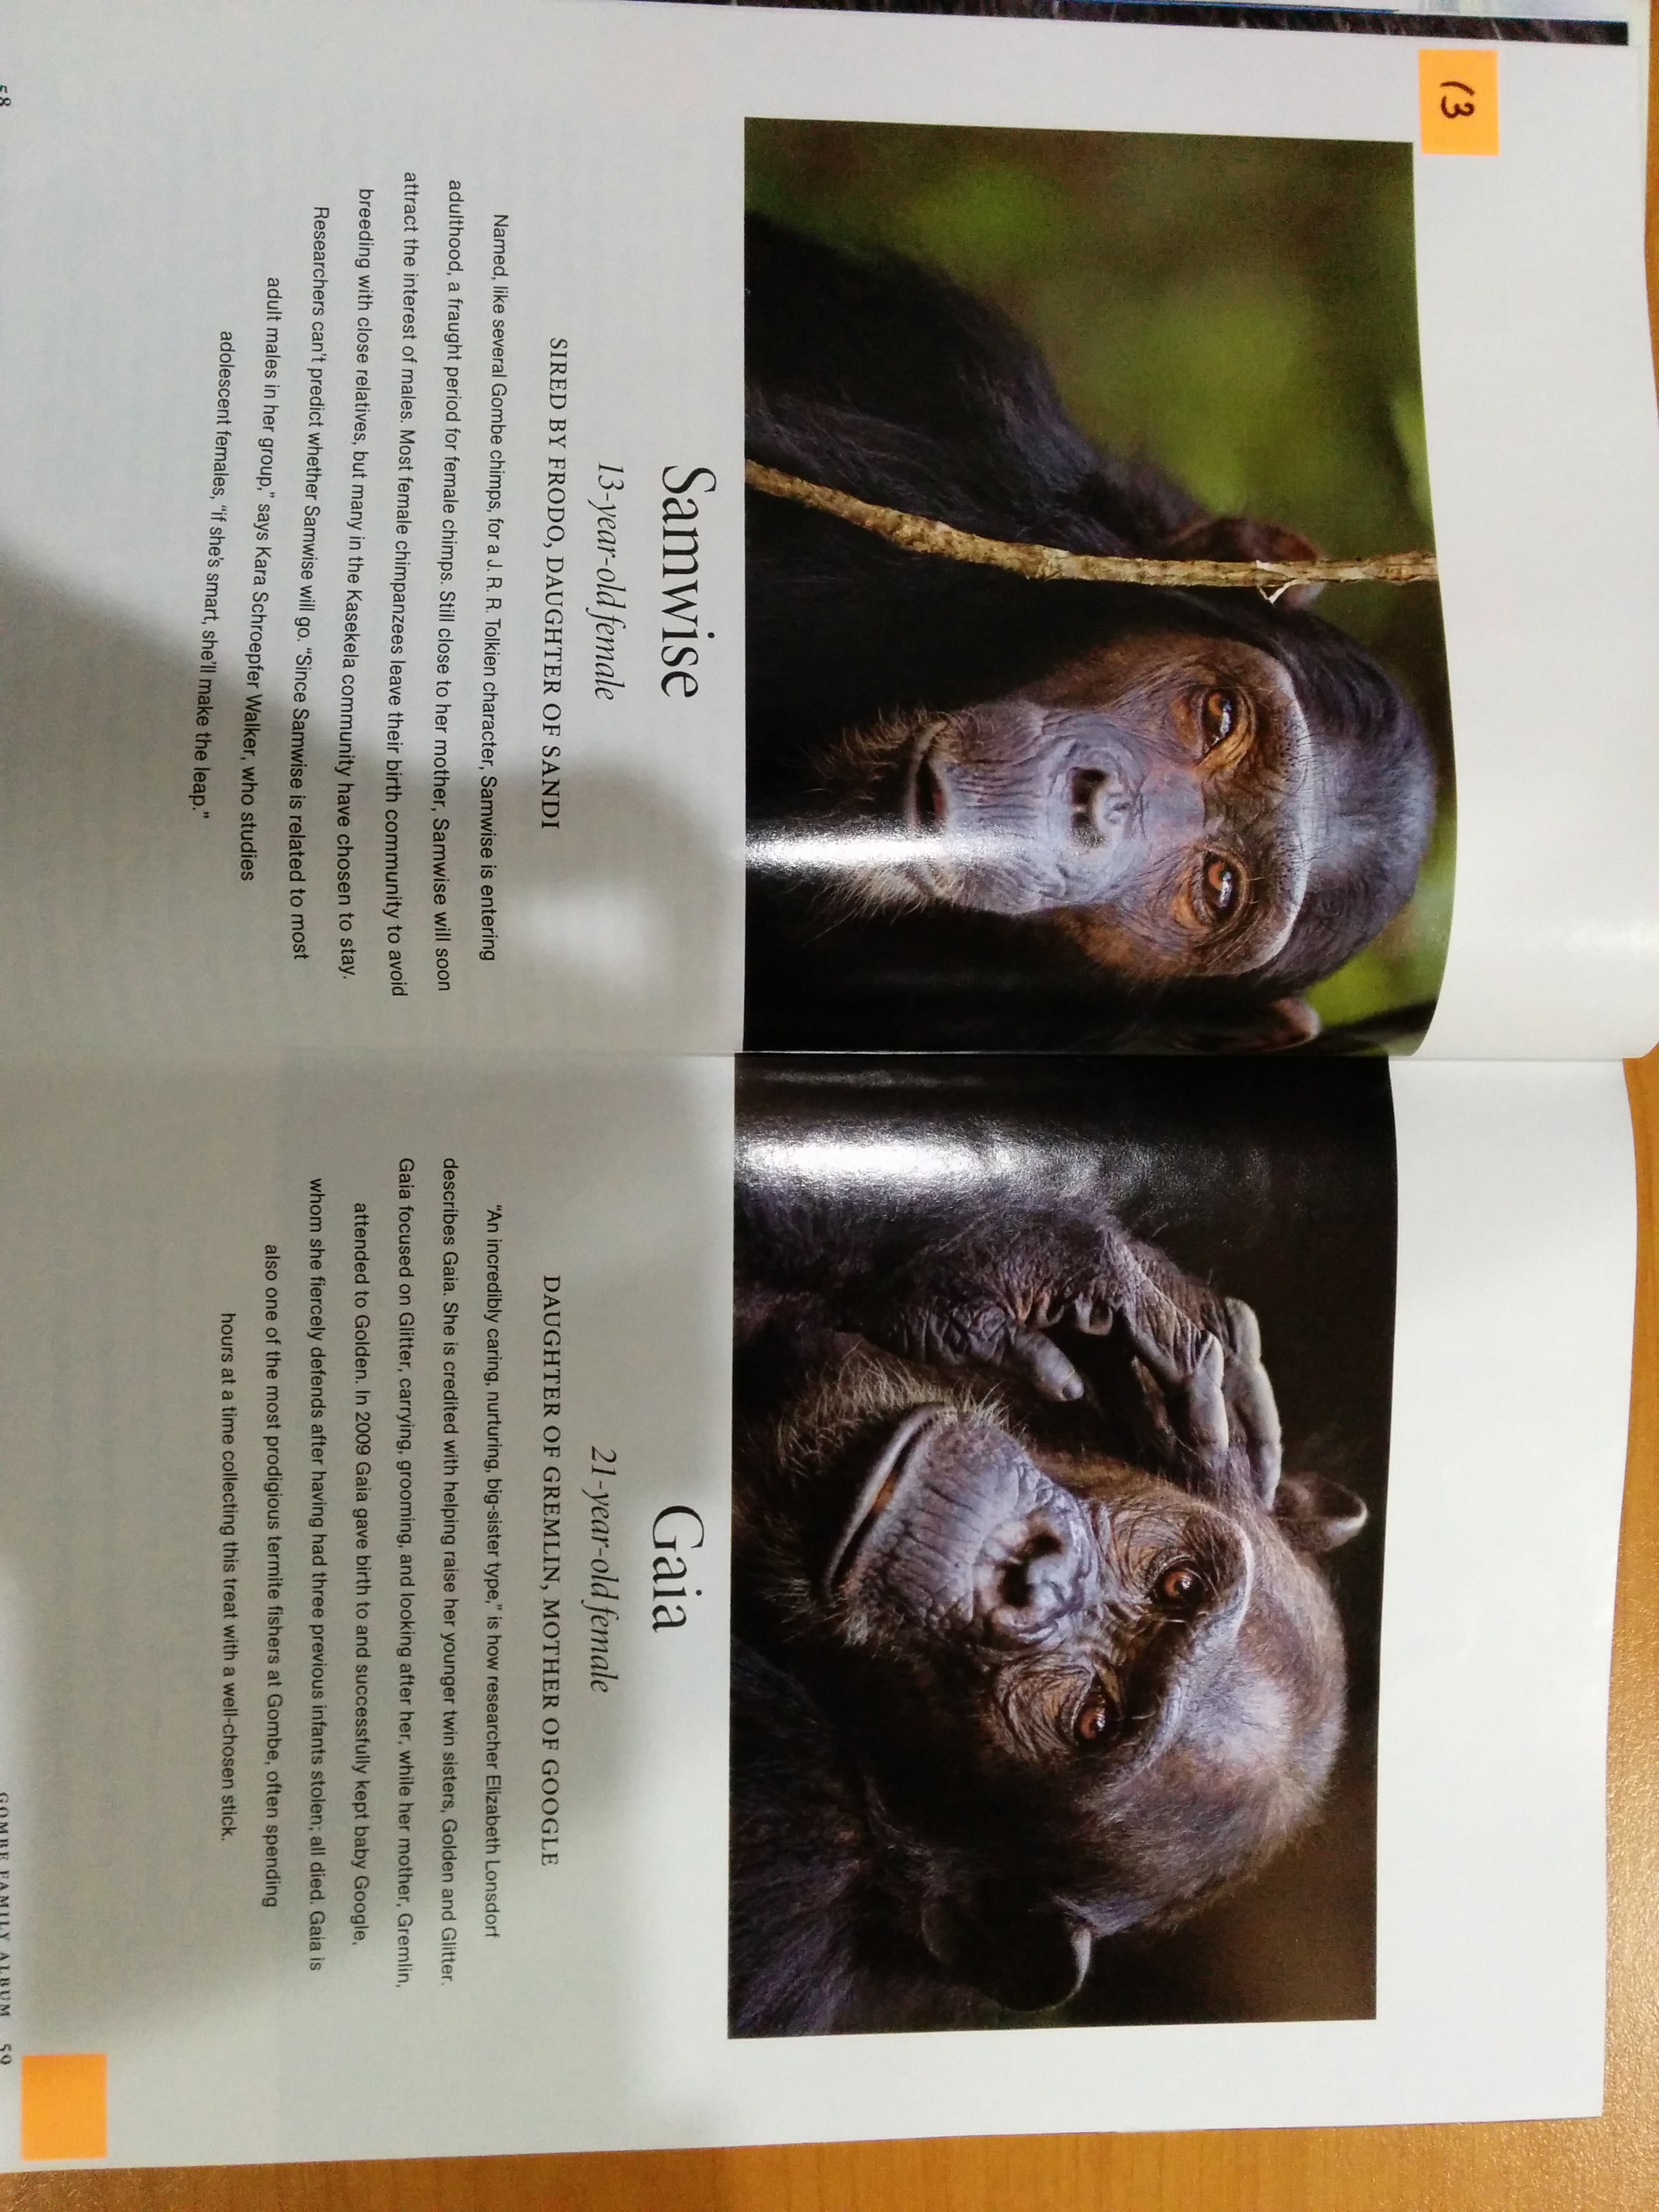 13
Samwise
13-year-old female
SIRED BY FRODO, DAUGHTER OF SANDI
Named, like several Gombe chimps, for a J. R. R. Tolkien character, Samwise is entering
adulthood, a fraught period for female chimps. Still close to her mother, Samwise will soon
attract the interest of males. Most female chimpanzees leave their birth community to avoid
breeding with close relatives, but many in the Kasekela community have chosen to stay.
Researchers can't predict whether Samwise will go. “Since Samwise is related to most
adult males in her group,” says Kara Schroepfer Walker, who studies
adolescent females, “if she's smart, she'll make the leap.”
58
Gaia
21-year-old female
DAUGHTER OF GREMLIN, MOTHER OF GOOGLE
“An incredibly caring, nurturing, big-sister type,” is how researcher Elizabeth Lonsdorf
describes Gaia. She is credited with helping raise her younger twin sisters, Golden and Glitter.
Gaia focused on Glitter, carrying, grooming, and looking after her, while her mother, Gremlin,
attended to Golden. In 2009 Gaia gave birth to and successfully kept baby Google,
whom she fiercely defends after having had three previous infants stolen; all died. Gaia is
also one of the most prodigious termite fishers at Gombe, often spending
hours at a time collecting this treat with a well-chosen stick.
GOMBE FAMILY ALBUM 59